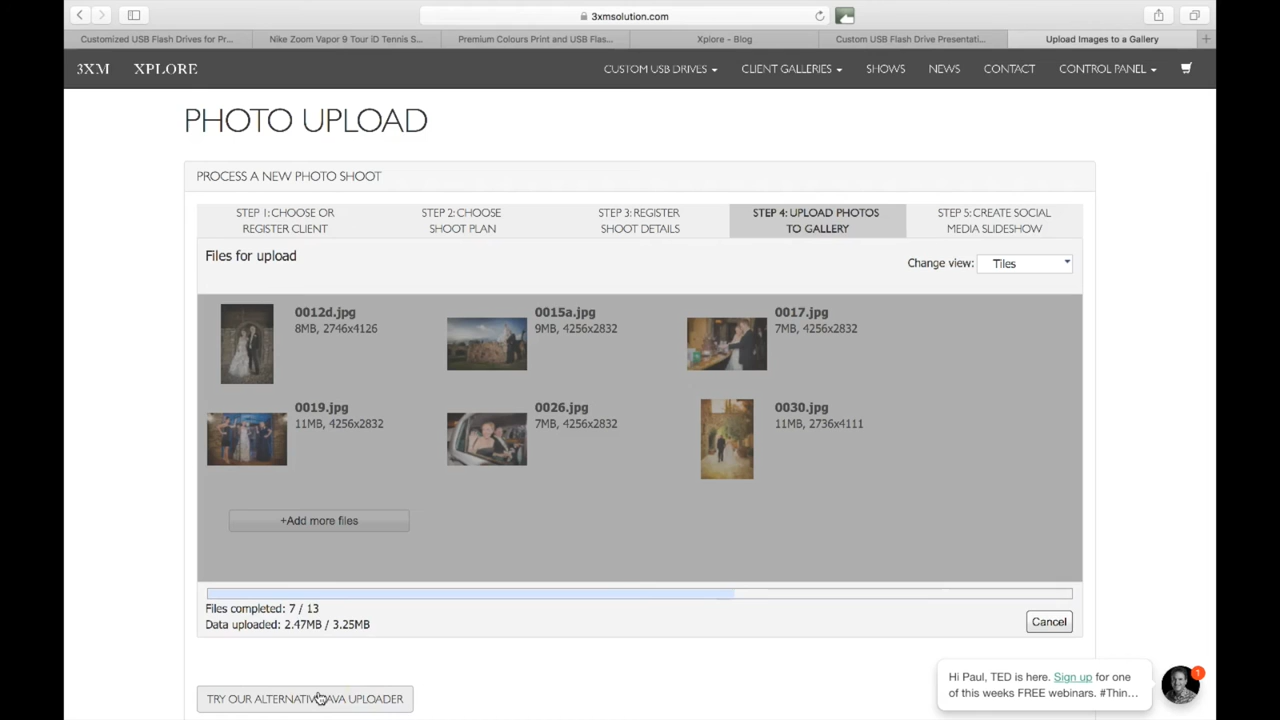 3xmsolution.com
Customized USB Flash Drives for Pr...
Nike Zoom Vapor 9 Tour iD Tennis S...
Premium Colours Print and USB Flas...
Xplore - Blog
Custom USB Flash Drive Presentati...
Upload Images to a Gallery
3XM XPLORE
CUSTOM USB DRIVES
CLIENT GALLERIES
SHOWS
NEWS
CONTACT
CONTROL PANEL
PHOTO UPLOAD
PROCESS A NEW PHOTO SHOOT
STEP 1: CHOOSE OR
REGISTER CLIENT
STEP 2: CHOOSE
SHOOT PLAN
STEP 3: REGISTER
SHOOT DETAILS
STEP 4: UPLOAD PHOTOS
TO GALLERY
STEP 5: CREATE SOCIAL
MEDIA SLIDESHOW
Files for upload
Change view: Tiles
0012d.jpg
8MB, 2746x4126
0015a.jpg
9MB, 4256x2832
0017.jpg
7MB, 4256x2832
0019.jpg
11MB, 4256x2832
0026.jpg
7MB, 4256x2832
0030.jpg
11MB, 2736x4111
+Add more files
Files completed: 7 / 13
Data uploaded: 2.47MB / 3.25MB
Cancel
TRY OUR ALTERNATIVE JAVA UPLOADER
Hi Paul, TED is here. Sign up for one
of this weeks FREE webinars. #Thin...
1